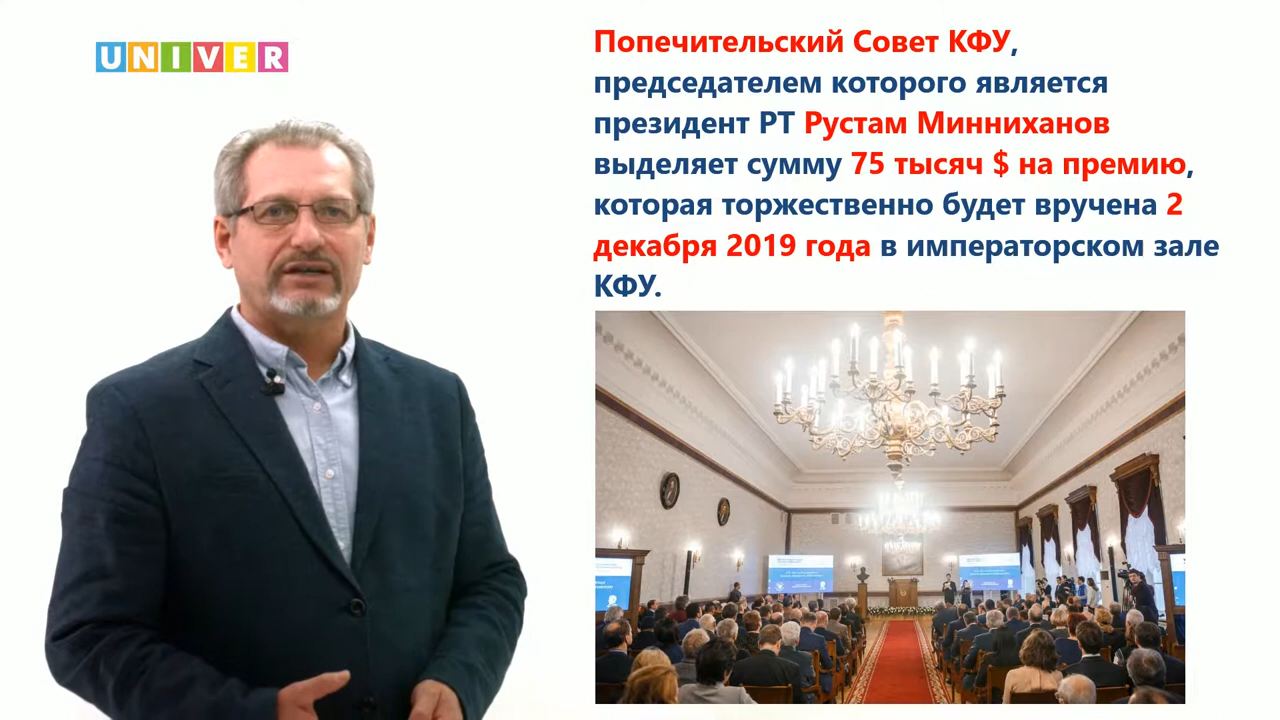 UNIVER
Попечительский Совет КФУ,
председателем которого является
президент РТ Рустам Минниханов
выделяет сумму 75 тысяч $ на премию,
которая торжественно будет вручена 2
декабря 2019 года в императорском зале
КФУ.